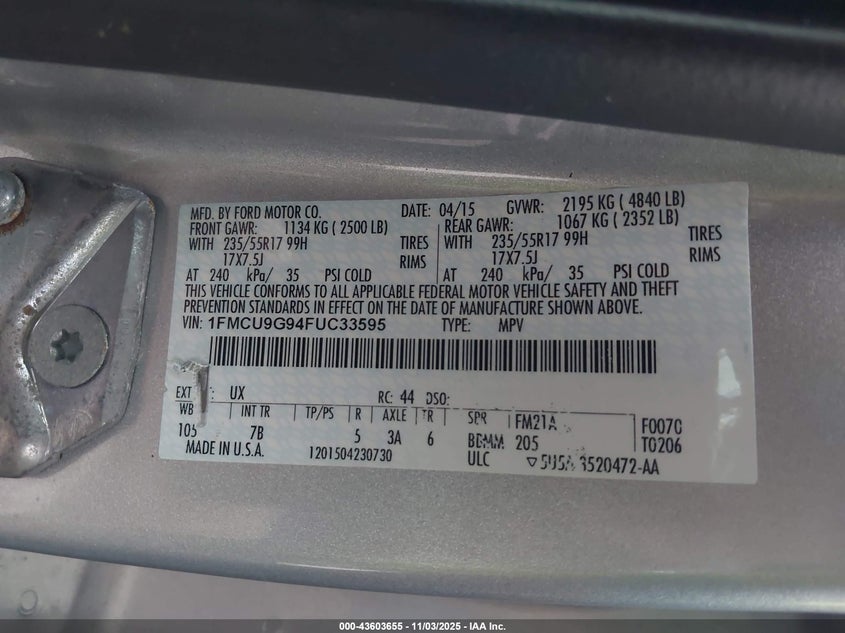 MFD. BY FORD MOTOR CO. DATE: 04/15 GVWR: 2195 KG ( 4840 LB)
FRONT GAWR: 1134 KG ( 2500 LB) REAR GAWR: 1067 KG ( 2352 LB)
WITH 235/55R17 99H TIRES WITH 235/55R17 99H TIRES
17X7.5J RIMS 17X7.5J RIMS
AT 240 kPa/ 35 PSI COLD AT 240 kPa/ 35 PSI COLD
THIS VEHICLE CONFORMS TO ALL APPLICABLE FEDERAL MOTOR VEHICLE SAFETY AND THEFT
PREVENTION STANDARDS IN EFFECT ON THE DATE OF MANUFACTURE SHOWN ABOVE.
VIN: 1FMCU9G94FUC33595 TYPE: MPV
EXT : UX RC: 44 DSO:
WB INT TR TP/PS R AXLE TR SPR FM21A F0070
105 7B 5 3A 6 205 T0206
MADE IN U.S.A. 1201504230730 ULC 3520472-AA
000-43603655 - 11/03/2025 - IAA Inc.